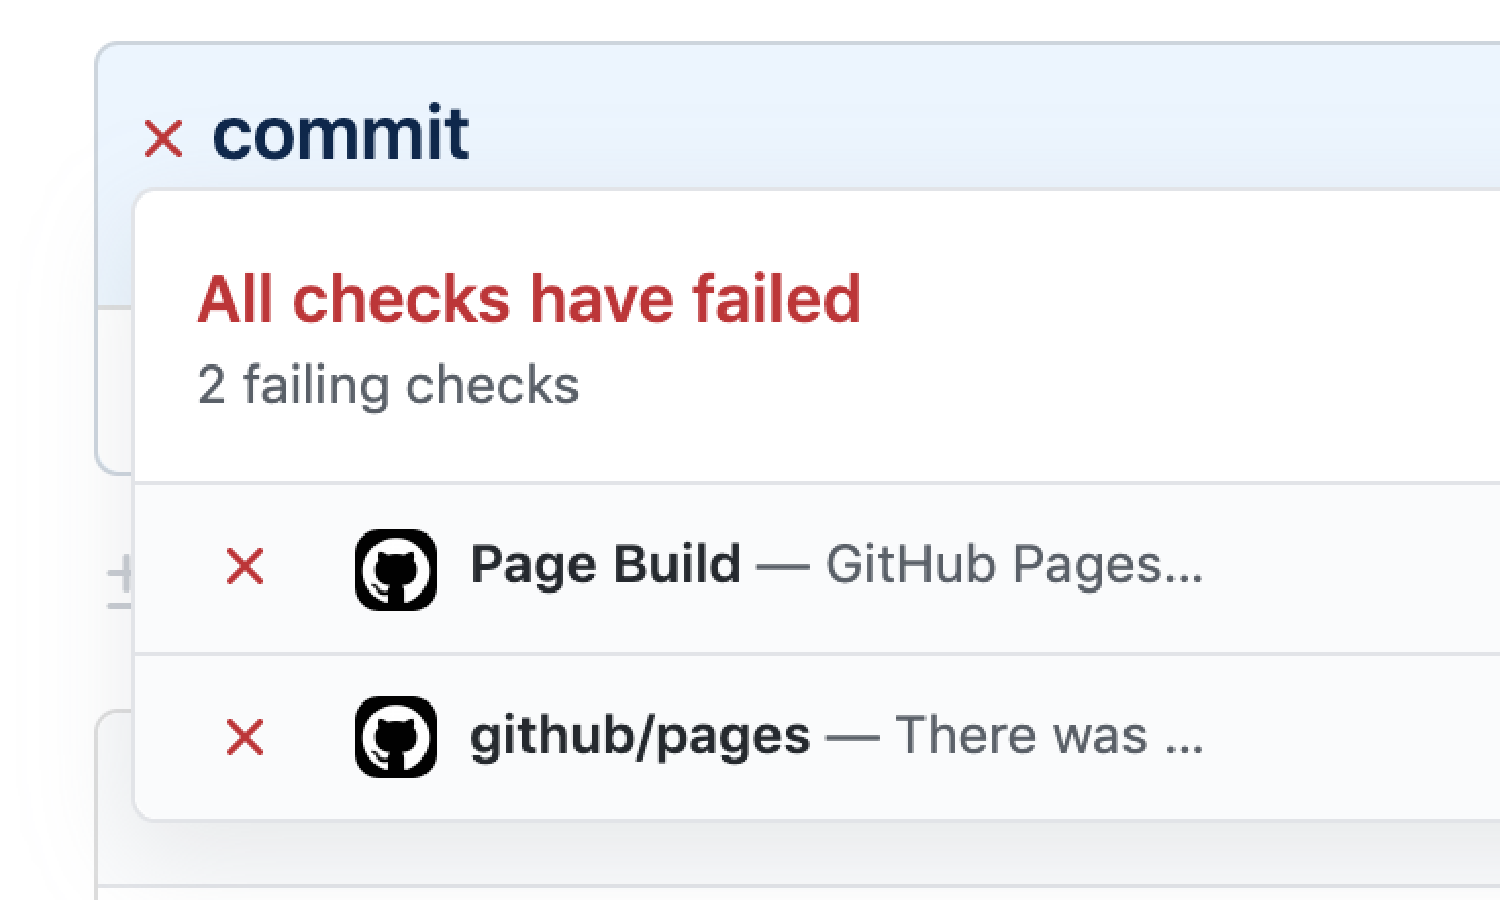 commit
All checks have failed
2 failing checks
Page Build — GitHub Pages...
github/pages — There was ...